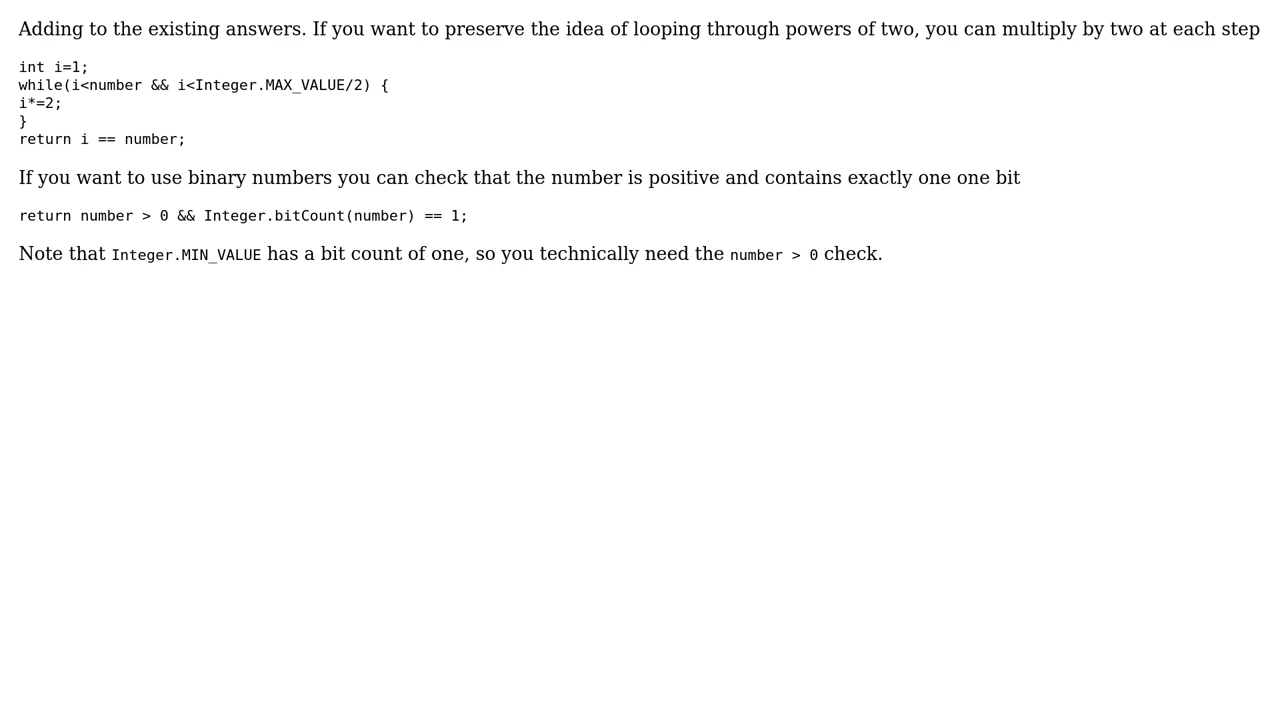 Adding to the existing answers. If you want to preserve the idea of looping through powers of two, you can multiply by two at each step
int i=1;
while(i<number && i<Integer.MAX_VALUE/2) {
i*=2;
}
return i == number;
If you want to use binary numbers you can check that the number is positive and contains exactly one one bit
return number > 0 && Integer.bitCount(number) == 1;
Note that Integer.MIN_VALUE has a bit count of one, so you technically need the number > 0 check.